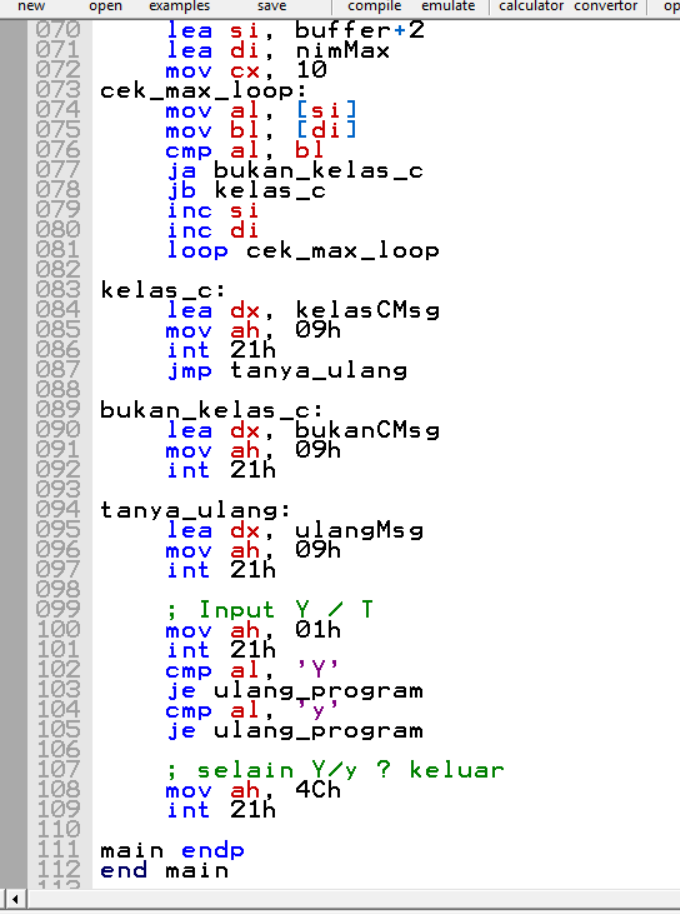 new open examples save compile emulate calculator convertor op
070 lea si, buffer+2
071 lea di, nimMax
072 mov cx, 10
073 cek_max_loop:
074 mov al, [si]
075 mov bl, [di]
076 cmp al, bl
077 ja bukan_kelas_c
078 jb kelas_c
079 inc si
080 inc di
081 loop cek_max_loop
082
083 kelas_c:
084 lea dx, kelasCMsg
085 mov ah, 09h
086 int 21h
087 jmp tanya_ulang
088
089 bukan_kelas_c:
090 lea dx, bukanCMsg
091 mov ah, 09h
092 int 21h
093
094 tanya_ulang:
095 lea dx, ulangMsg
096 mov ah, 09h
097 int 21h
098
099 ; Input Y / T
100 mov ah, 01h
101 int 21h
102 cmp al, 'Y'
103 je ulang_program
104 cmp al, 'y'
105 je ulang_program
106
107 ; selain Y/y ? keluar
108 mov ah, 4Ch
109 int 21h
110
111 main endp
112 end main